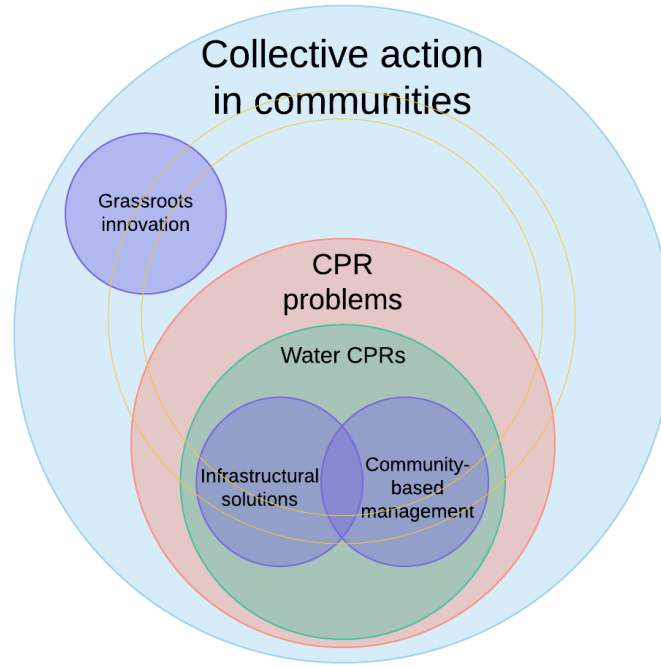 Collective action
in communities
Grassroots
innovation
CPR
problems
Water CPRs
Infrastructural
solutions
Community-
based
management